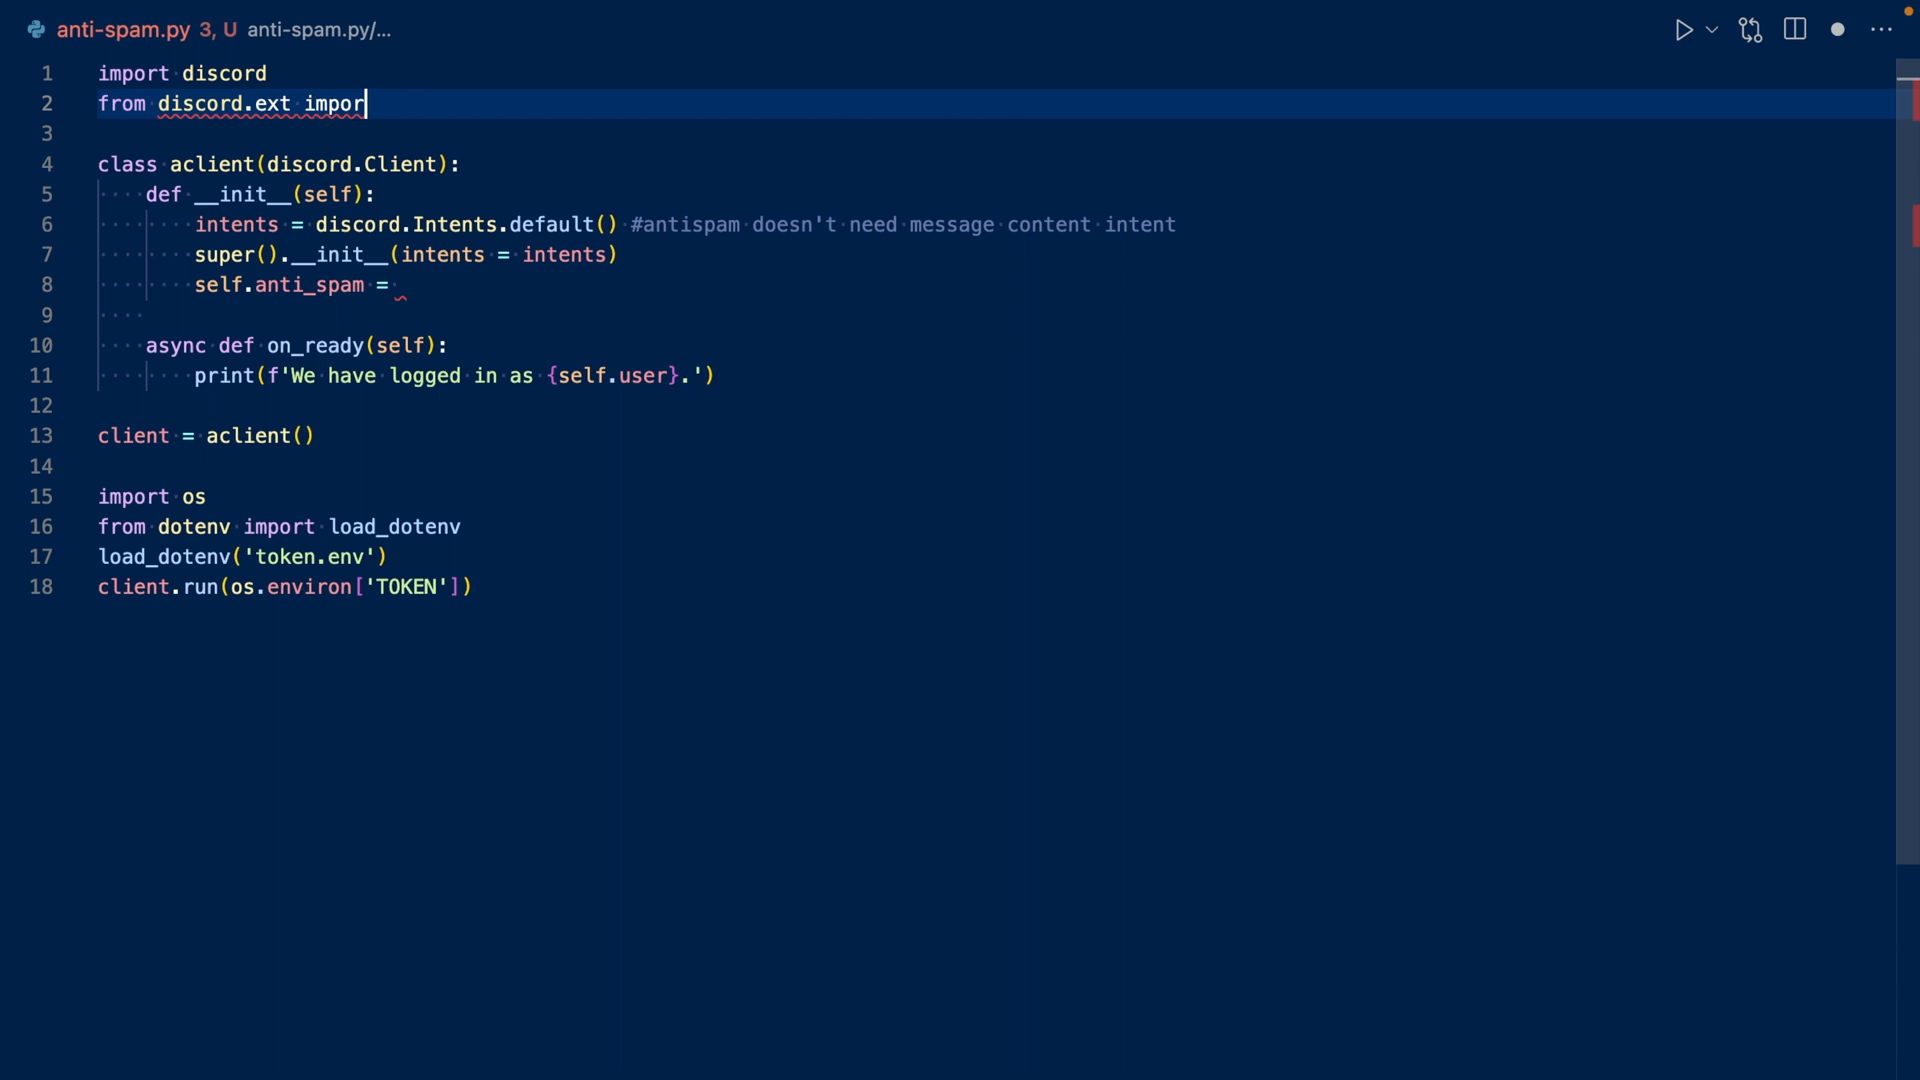 anti-spam.py 3, U anti-spam.py/...
1 import discord
2 from discord.ext impor
3
4 class aclient(discord.Client):
5 def __init__(self):
6 intents = discord.Intents.default() #antispam doesn't need message content intent
7 super().__init__(intents = intents)
8 self.anti_spam =
9
10 async def on_ready(self):
11 print(f'We have logged in as {self.user}.')
12
13 client = aclient()
14
15 import os
16 from dotenv import load_dotenv
17 load_dotenv('token.env')
18 client.run(os.environ['TOKEN'])